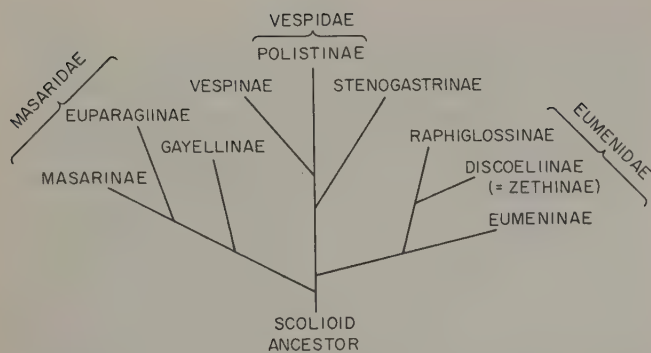 VESPIDAE
POLISTINAE
MASARIDAE
VESPINAE
STENOGASTRINAE
EUPARAGIINAE
EUMENIDAE
GAYELLINAE
RAPHIGLOSSINAE
MASARINAE
DISCOELIINAE
(= ZETHINAE)
EUMENINAE
SCOLIOID
ANCESTOR